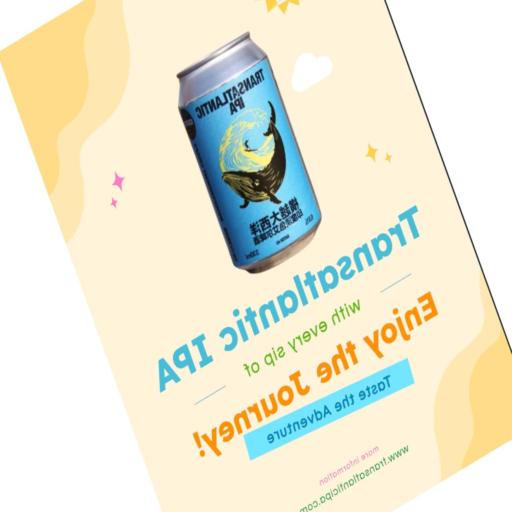 TRANSATLANTIC
IPA
Transatlantic IPA
with every sip of
Enjoy the Journey!
Taste the Adventure
more information
www.transatlanticipa.com